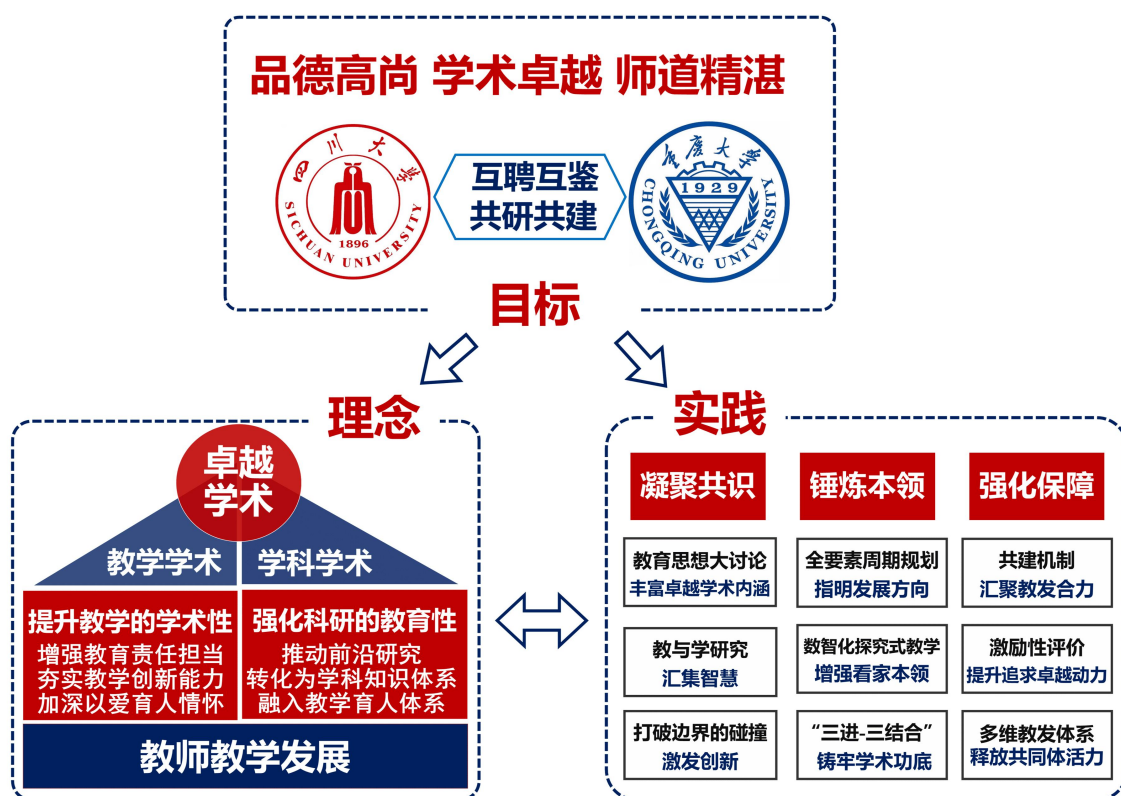 品德高尚 学术卓越 师道精湛
四川大学
SICHUAN UNIVERSITY
1896
互聘互鉴
共研共建
重庆大学
1929
CHONGQING UNIVERSITY
目标
理念
卓越
学术
教学学术
学科学术
提升教学的学术性
增强教育责任担当
夯实教学创新能力
加深以爱育人情怀
强化科研的教育性
推动前沿研究
转化为学科知识体系
融入教学育人体系
教师教学发展
实践
凝聚共识
教育思想大讨论
丰富卓越学术内涵
教与学研究
汇集智慧
打破边界的碰撞
激发创新
锤炼本领
全要素周期规划
指明发展方向
数智化探究式教学
增强看家本领
“三进-三结合”
铸牢学术功底
强化保障
共建机制
汇聚教发合力
激励性评价
提升追求卓越动力
多维教发体系
释放共同体活力